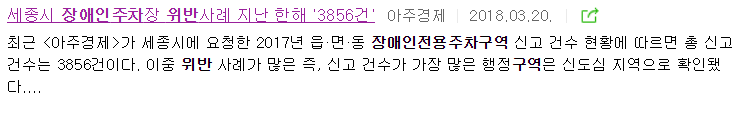 세종시 장애인주차장 위반사례 지난 한해 '3856건' 아주경제 | 2018.03.20. |
최근 <아주경제>가 세종시에 요청한 2017년 읍·면·동 장애인전용주차구역 신고 건수 현황에 따르면 총 신고
건수는 3856건이다. 이중 위반 사례가 많은 즉, 신고 건수가 가장 많은 행정구역은 신도심 지역으로 확인됐
다....